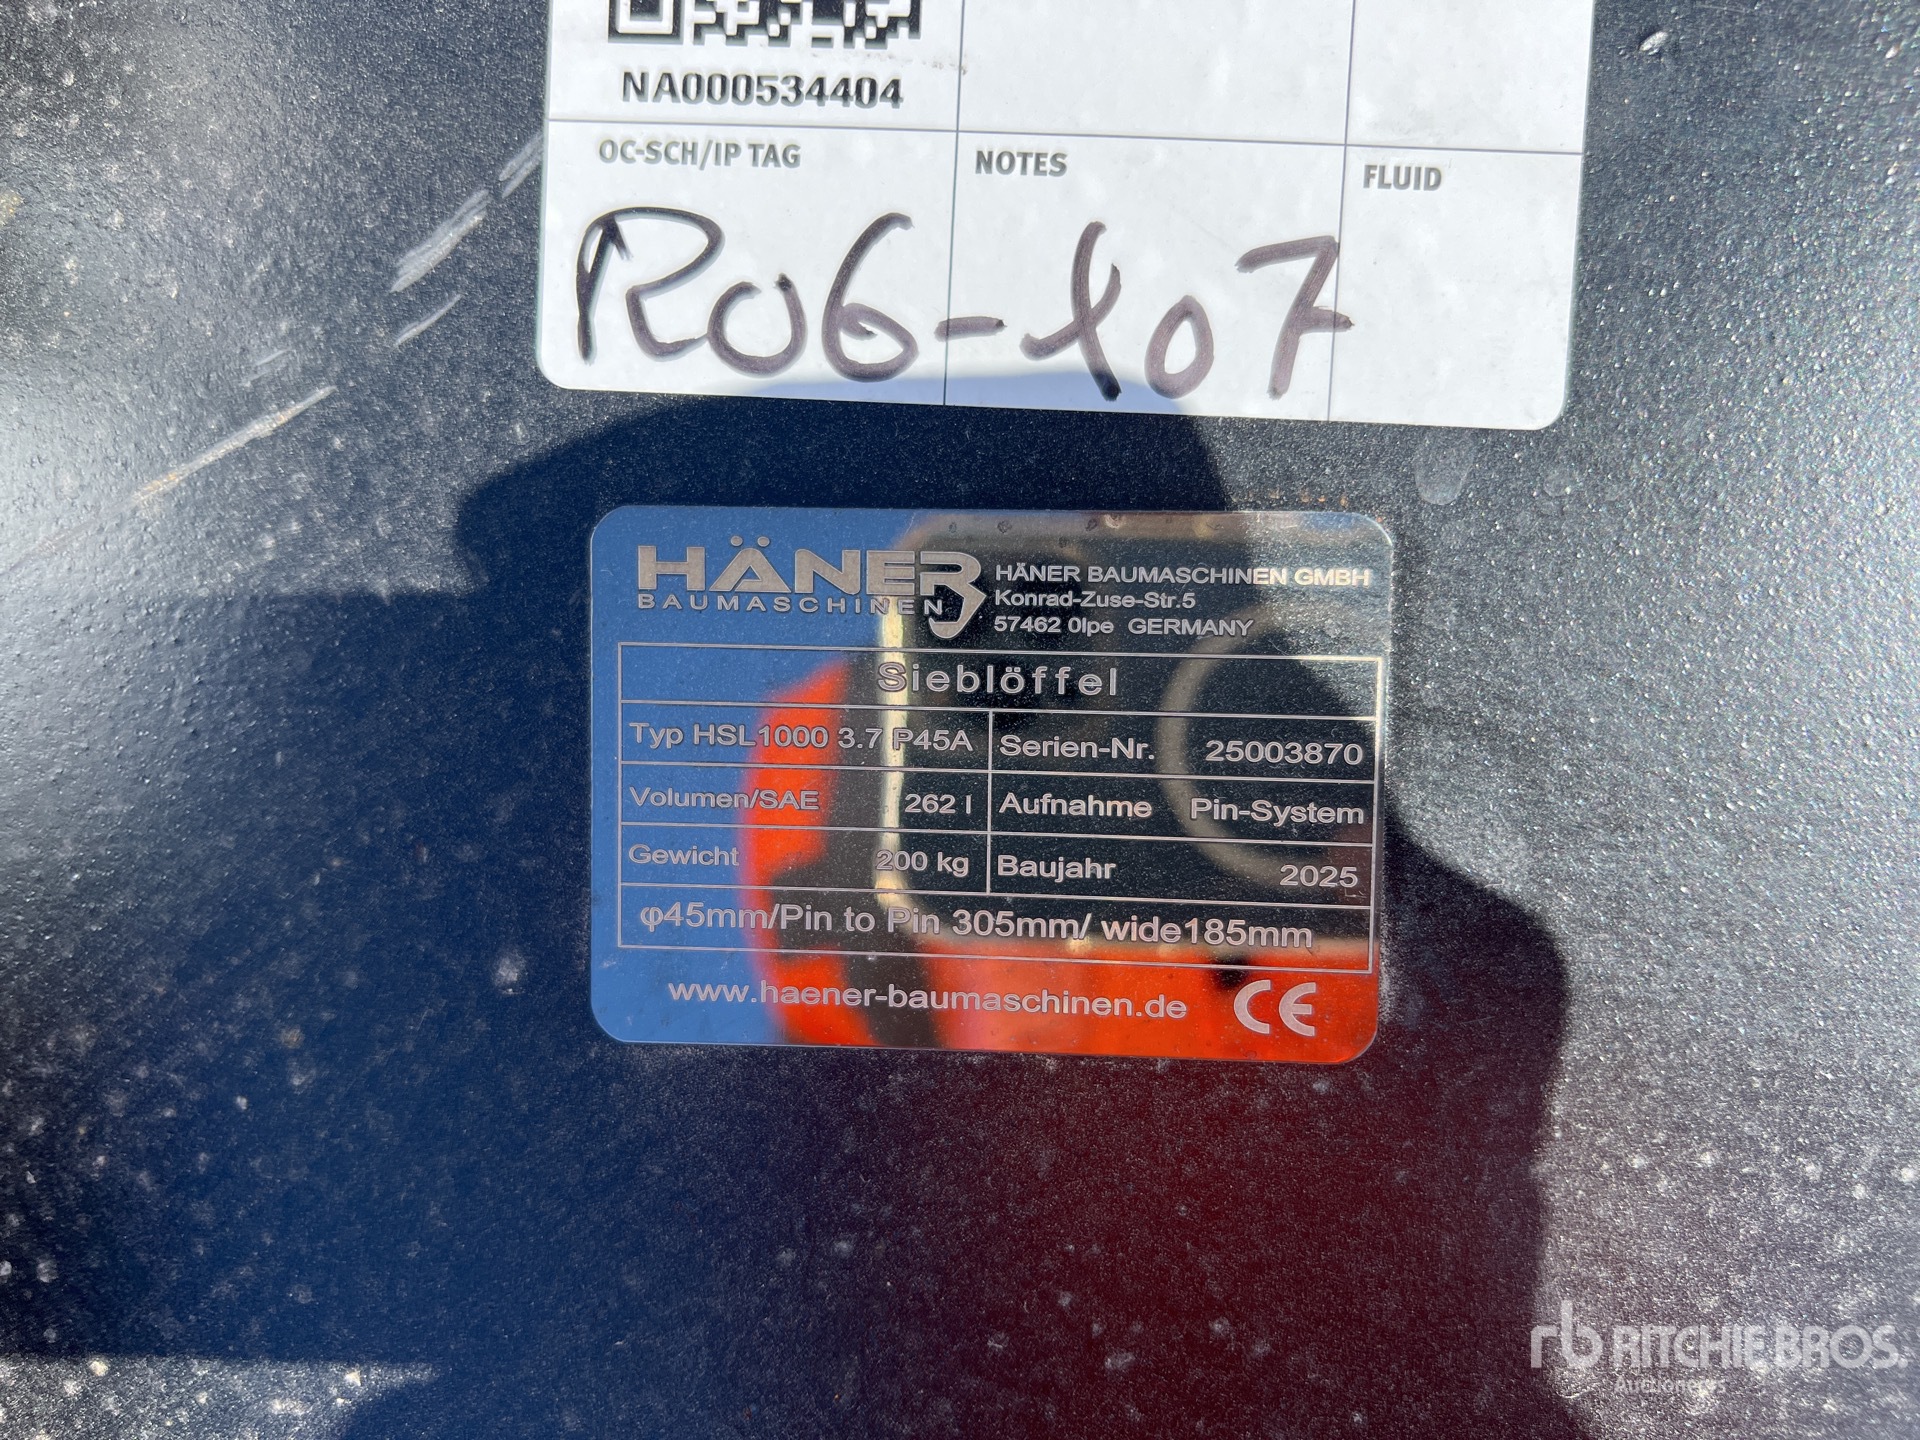 NA000534404
OC-SCH/IP TAG
NOTES
FLUID
R06-107
HÄNER
BAUMASCHINEN
HÄNER BAUMASCHINEN GMBH
Konrad-Zuse-Str.5
57462 Olpe GERMANY
Sieblöffel
Typ HSL1000 3.7 P45A
Serien-Nr. 25003870
Volumen/SAE 262 l
Aufnahme Pin-System
Gewicht 200 kg
Baujahr 2025
φ45mm/Pin to Pin 305mm/ wide185mm
www.haener-baumaschinen.de CE
rb RITCHIE BROS.
Auctioneers